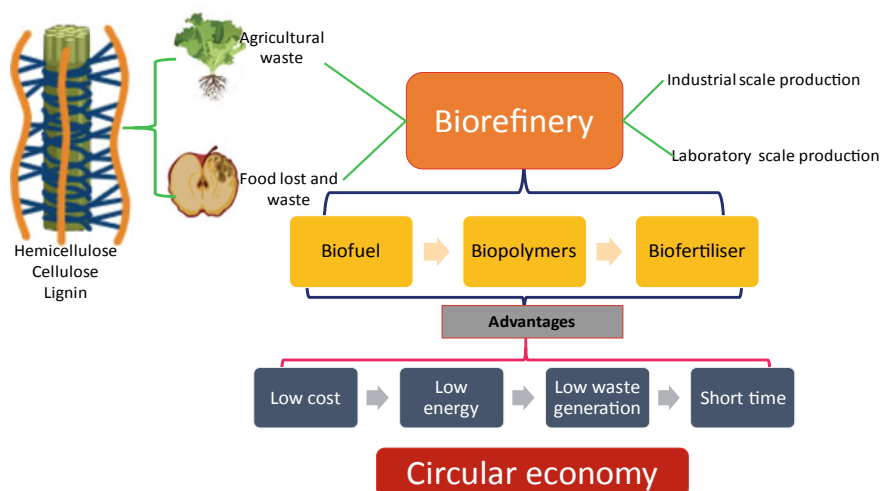 Agricultural
waste
Food lost and
waste
Hemicellulose
Cellulose
Lignin
Biorefinery
Industrial scale production
Laboratory scale production
Biofuel
Biopolymers
Biofertiliser
Advantages
Low cost
Low
energy
Low waste
generation
Short time
Circular economy